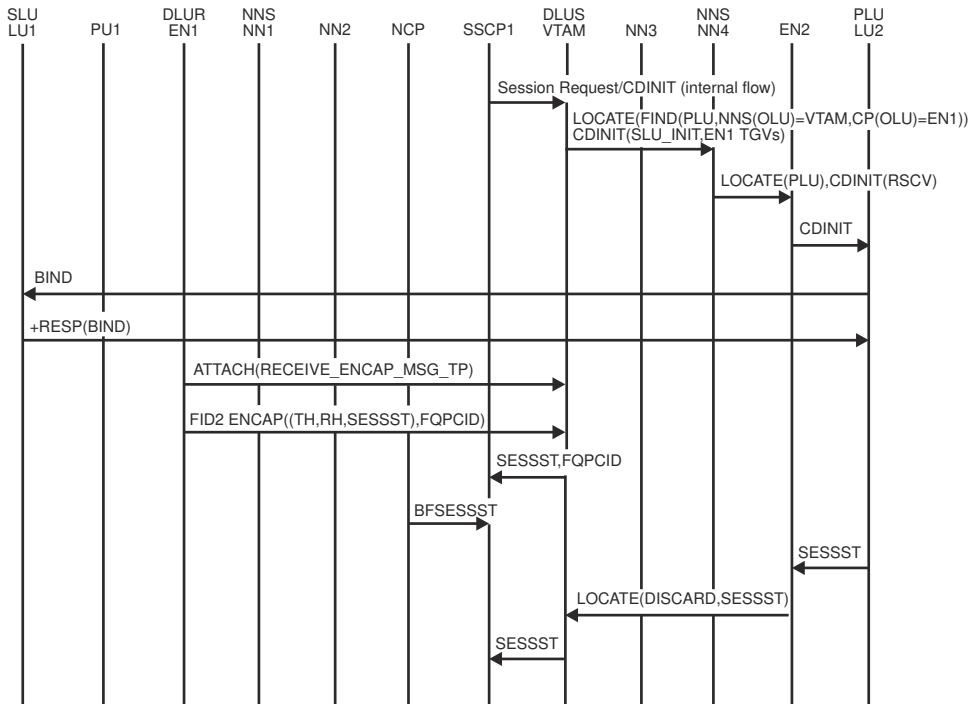 SLU
LU1
PU1
DLUR
EN1
NNS
NN1
NN2
NCP
SSCP1
DLUS
VTAM
NN3
NNS
NN4
EN2
PLU
LU2
Session Request/CDINIT (internal flow)
LOCATE(FIND(PLU,NNS(OLU)=VTAM,CP(OLU)=EN1))
CDINIT(SLU_INIT,EN1 TGVs)
LOCATE(PLU),CDINIT(RSCV)
CDINIT
BIND
+RESP(BIND)
ATTACH(RECEIVE_ENCAP_MSG_TP)
FID2 ENCAP((TH,RH,SESSST),FQPCID)
SESSST,FQPCID
BFSESSST
SESSST
LOCATE(DISCARD,SESSST)
SESSST